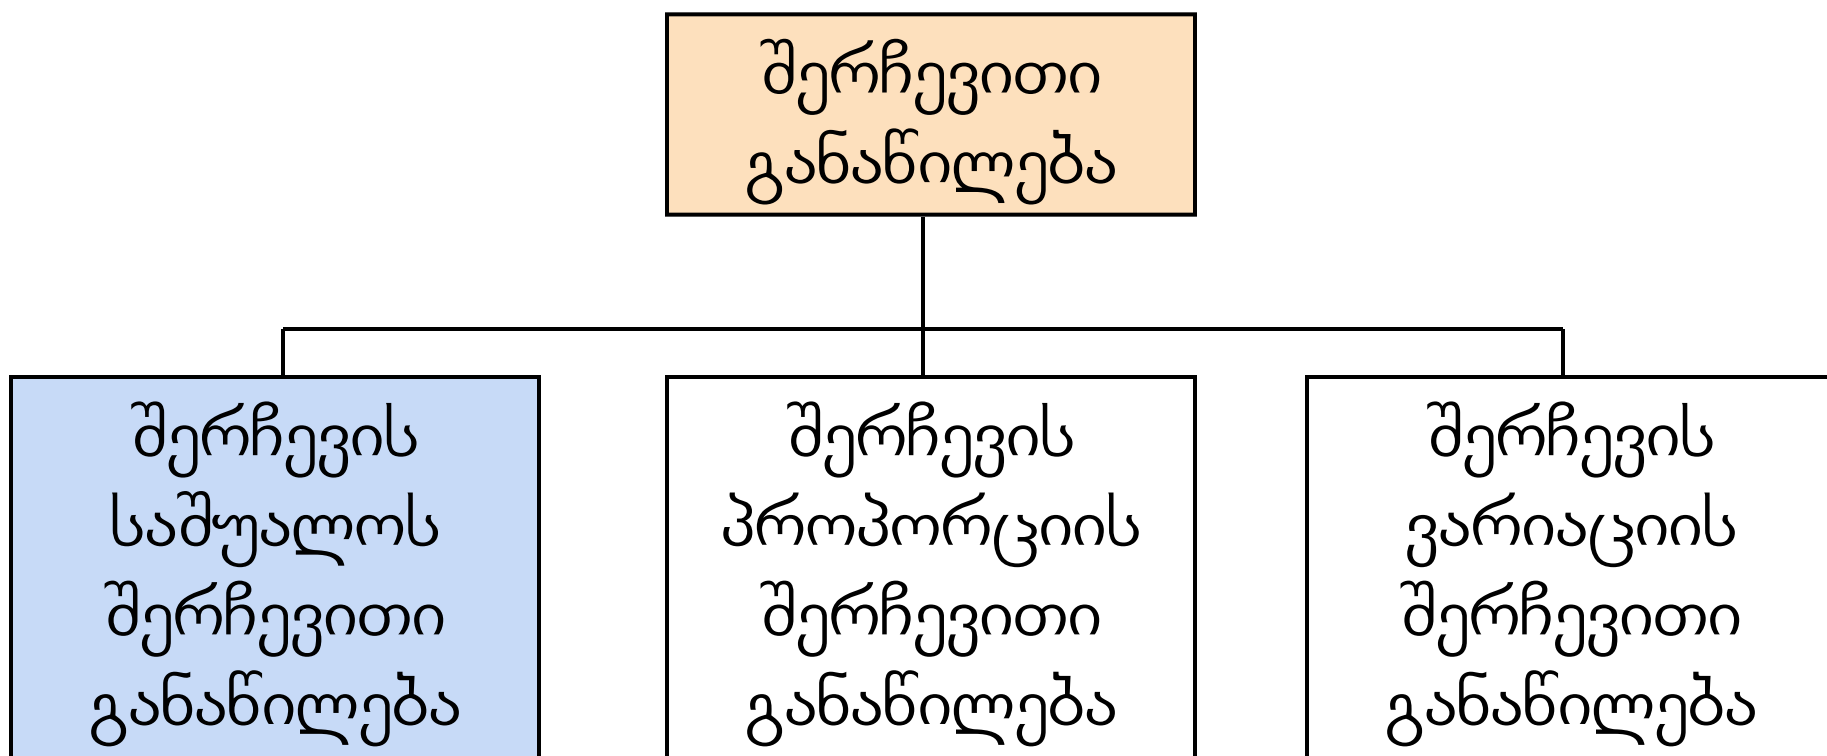 შერჩევითი
განაწილება
შერჩევის
საშუალოს
შერჩევითი
განაწილება
შერჩევის
პროპორციის
შერჩევითი
განაწილება
შერჩევის
ვარიაციის
შერჩევითი
განაწილება